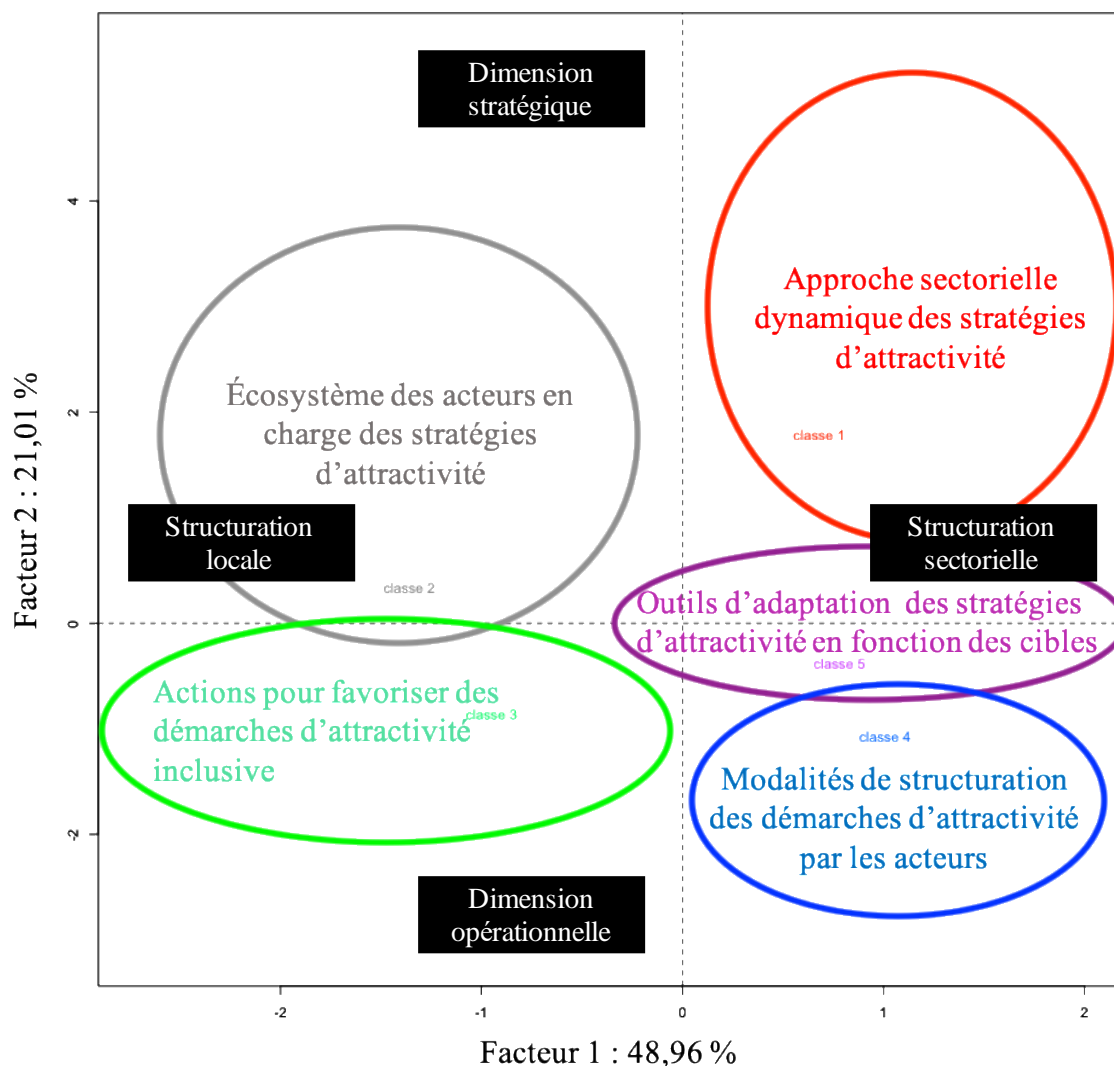 Dimension
stratégique
4
Approche sectorielle
dynamique des stratégies
d’attractivité
classe 1
Écosystème des acteurs en
charge des stratégies
d’attractivité
2
Facteur 2 : 21,01 %
Structuration
locale
Structuration
sectorielle
classe 2
0
Outils d’adaptation des stratégies
d’attractivité en fonction des cibles
classe 5
Actions pour favoriser des
démarches d’attractivité
inclusive
classe 3
classe 4
Modalités de structuration
des démarches d’attractivité
par les acteurs
-2
Dimension
opérationnelle
-2 -1 0 1 2
Facteur 1 : 48,96 %